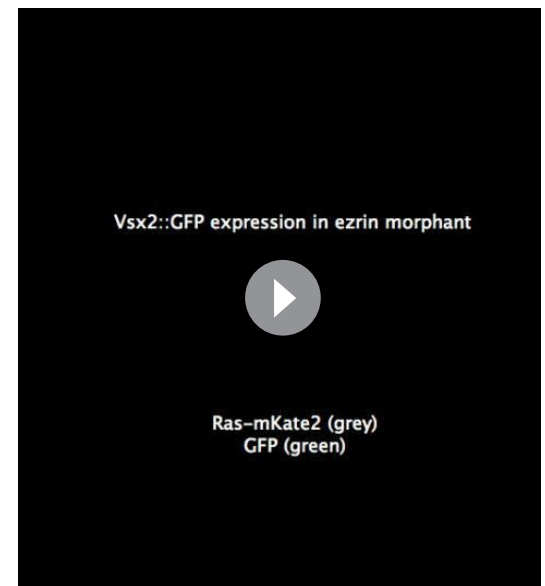 Vsx2::GFP expression in ezrin morphant
Ras-mKate2 (grey)
GFP (green)